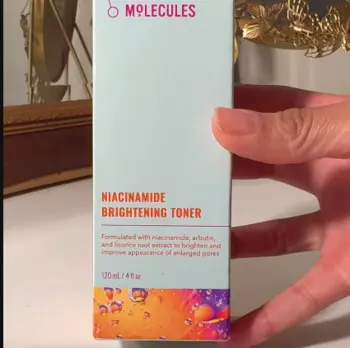 MOLECULES
NIACINAMIDE
BRIGHTENING TONER
Formulated with niacinamide, arbutin,
and licorice root extract to brighten and
improve appearance of enlarged pores
120 mL / 4 fl oz